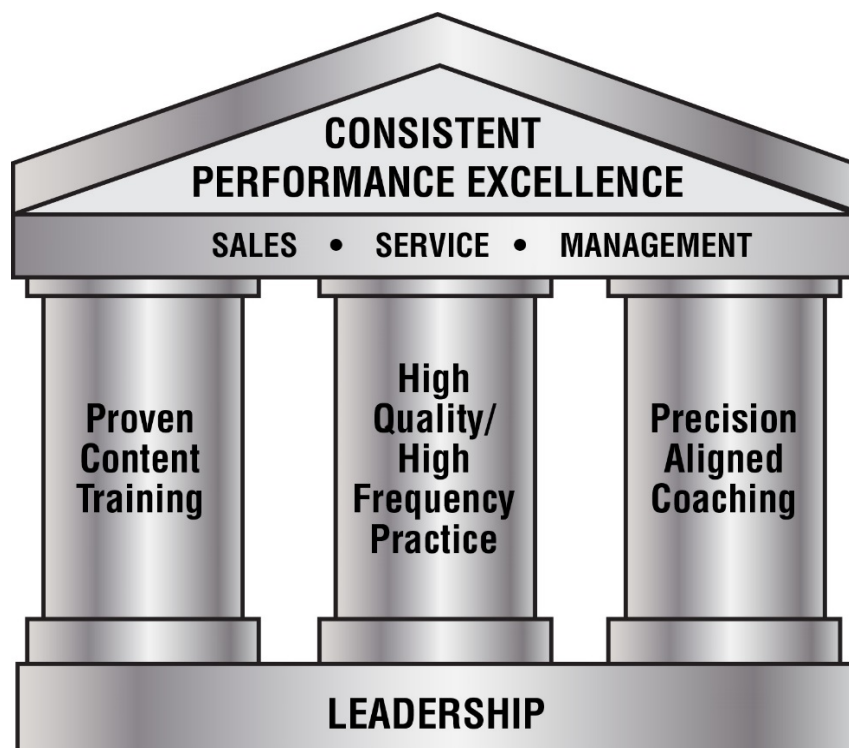 CONSISTENT
PERFORMANCE EXCELLENCE
SALES • SERVICE • MANAGEMENT
Proven
Content
Training
High
Quality/
High
Frequency
Practice
Precision
Aligned
Coaching
LEADERSHIP